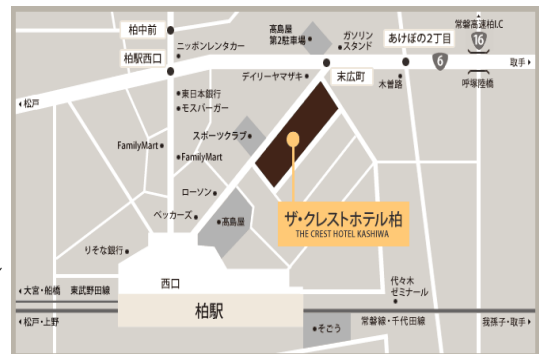 柏中前
高島屋
第2駐車場
ガソリン
スタンド
あけぼの2丁目
常磐高速柏I.C
16
ニッポンレンタカー
柏駅西口
6
取手
デイリーヤマザキ
末広町
木曽路
呼塚陸橋
松戸
東日本銀行
モスバーガー
スポーツクラブ
FamilyMart
FamilyMart
ローソン
ベッカーズ
高島屋
ザ・クレストホテル柏
THE CREST HOTEL KASHIWA
りそな銀行
西口
代々木
ゼミナール
大宮・船橋 東武野田線
柏駅
松戸・上野
そごう
常磐線・千代田線
我孫子・取手